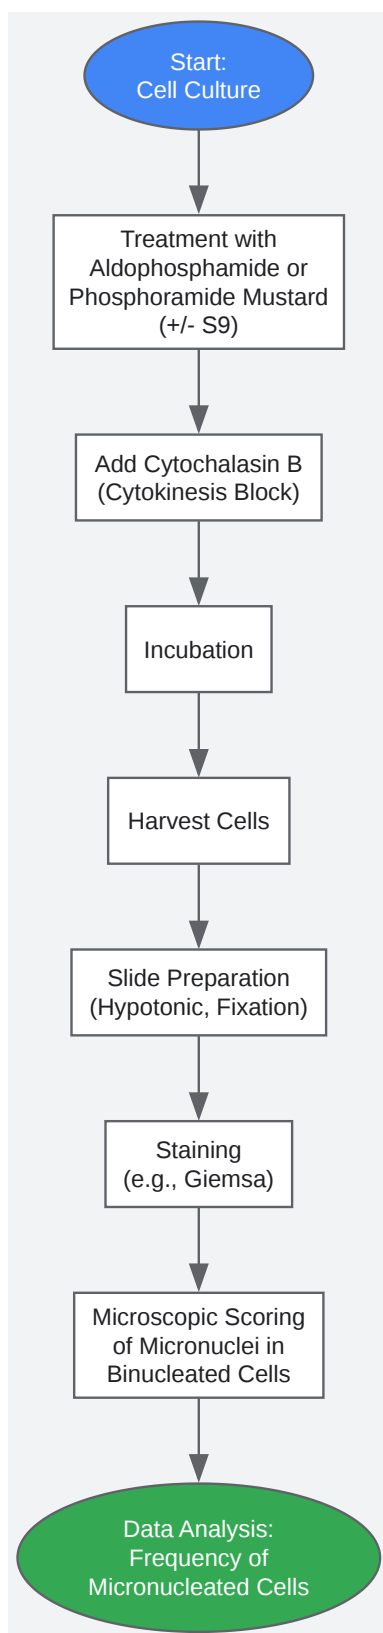 Start:
Cell Culture
Treatment with
Aldophosphamide or
Phosphoramide Mustard
(+/- S9)
Add Cytochalasin B
(Cytokinesis Block)
Incubation
Harvest Cells
Slide Preparation
(Hypotonic, Fixation)
Staining
(e.g., Giemsa)
Microscopic Scoring
of Micronuclei in
Binucleated Cells
Data Analysis:
Frequency of
Micronucleated Cells